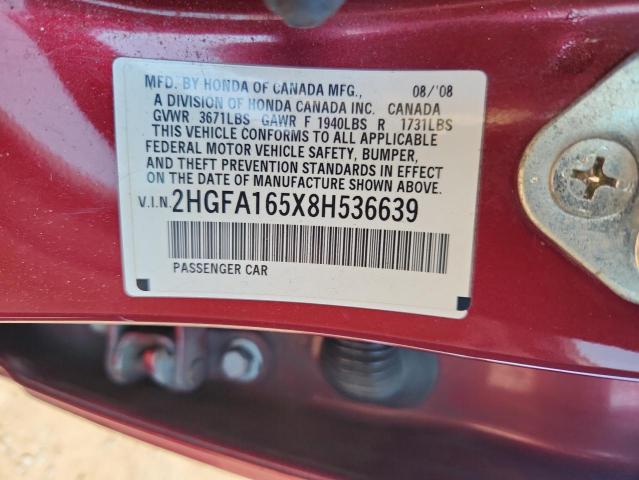 MFD. BY HONDA OF CANADA MFG., 08/'08
A DIVISION OF HONDA CANADA INC. CANADA
GVWR 3671LBS GAWR F 1940LBS R 1731LBS
THIS VEHICLE CONFORMS TO ALL APPLICABLE
FEDERAL MOTOR VEHICLE SAFETY, BUMPER,
AND THEFT PREVENTION STANDARDS IN EFFECT
ON THE DATE OF MANUFACTURE SHOWN ABOVE.
V.I.N. 2HGFA165X8H536639
PASSENGER CAR